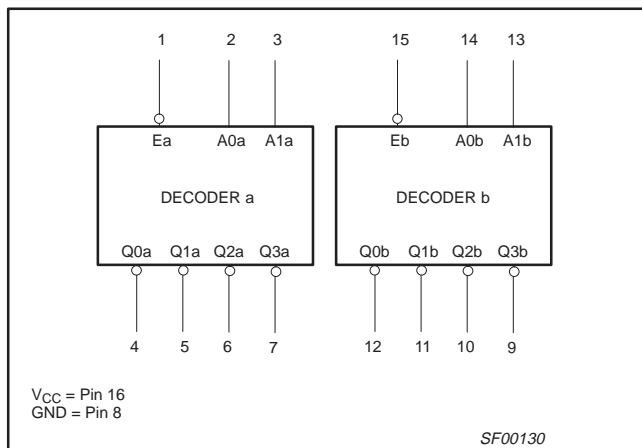 1 2 3 15 14 13
Ea A0a A1a Eb A0b A1b
DECODER a DECODER b
Q0a Q1a Q2a Q3a Q0b Q1b Q2b Q3b
4 5 6 7 12 11 10 9
VCC = Pin 16
GND = Pin 8
SF00130